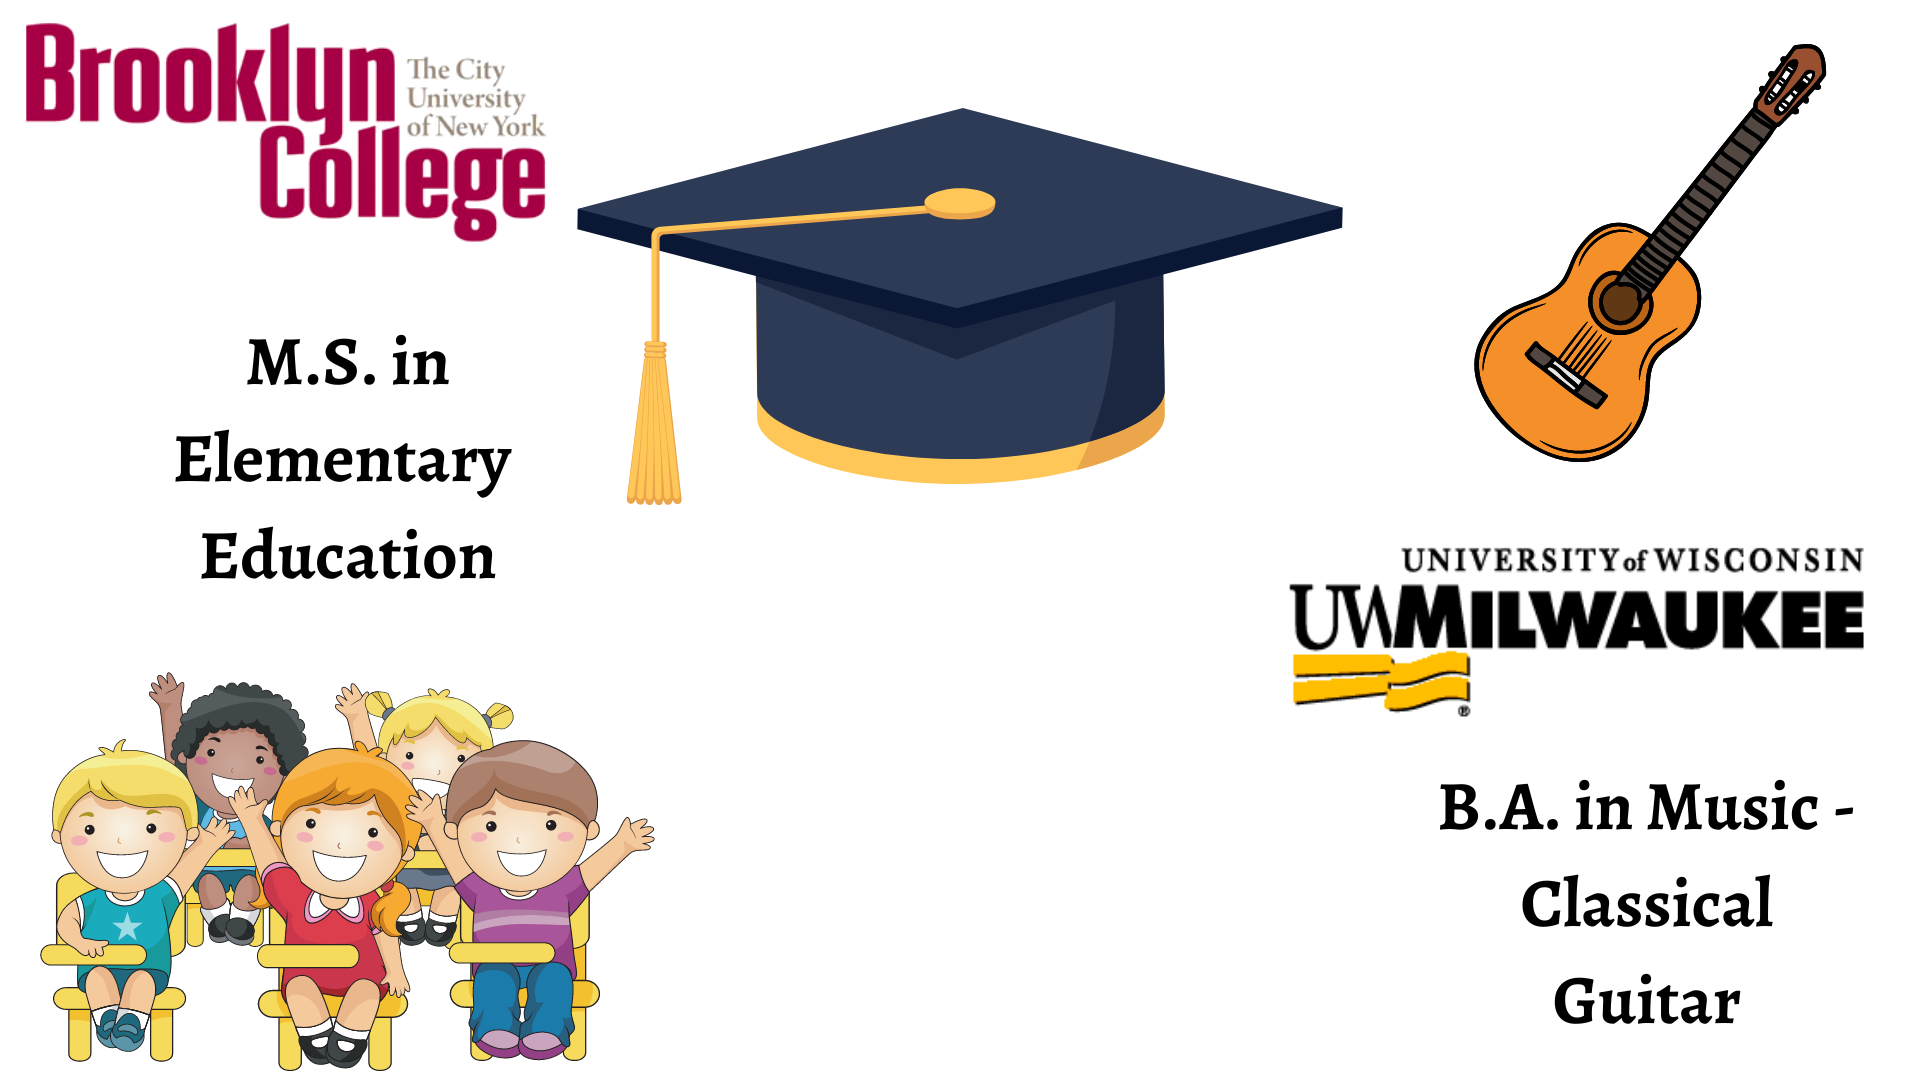 Brooklyn
College
The City
University
of New York
M.S. in
Elementary
Education
UNIVERSITY of WISCONSIN
UWMILWAUKEE
®
B.A. in Music -
Classical
Guitar